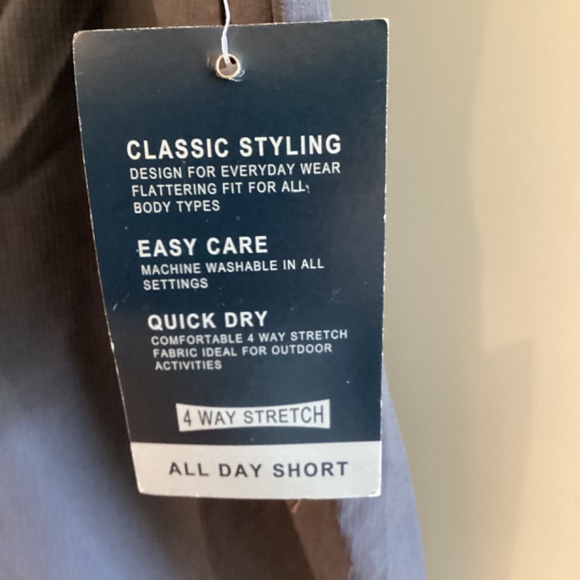 CLASSIC STYLING
DESIGN FOR EVERYDAY WEAR
FLATTERING FIT FOR ALL
BODY TYPES
EASY CARE
MACHINE WASHABLE IN ALL
SETTINGS
QUICK DRY
COMFORTABLE 4 WAY STRETCH
FABRIC IDEAL FOR OUTDOOR
ACTIVITIES
4 WAY STRETCH
ALL DAY SHORT